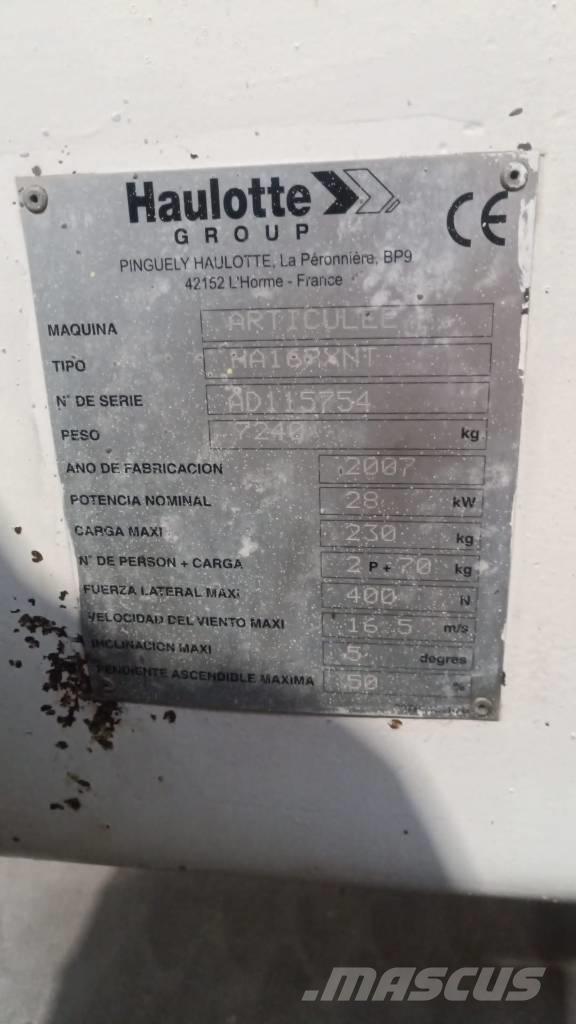 Haulotte
GROUP
CE
PINGUELY HAULOTTE, La Péronnière, BP9
42152 L'Horme - France
MAQUINA ARTICULEE
TIPO HA16PXNT
N° DE SERIE AD115754
PESO 7240 kg
ANO DE FABRICACION 2007
POTENCIA NOMINAL 28 kW
CARGA MAXI 230 kg
N° DE PERSON + CARGA 2 P + 70 kg
FUERZA LATERAL MAXI 400 N
VELOCIDAD DEL VIENTO MAXI 16.5 m/s
INCLINACION MAXI 5 degres
PENDIENTE ASCENDIBLE MAXIMA 50 %
MASCUS